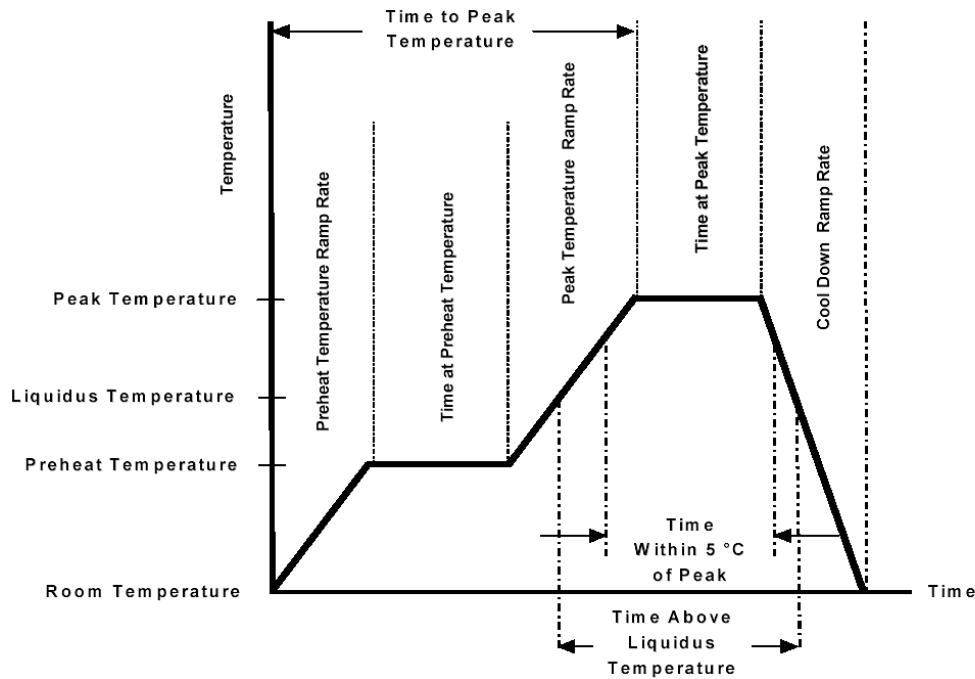 Time to Peak
Temperature
Temperature
Preheat Temperature Ramp Rate
Time at Preheat Temperature
Peak Temperature Ramp Rate
Time at Peak Temperature
Cool Down Ramp Rate
Peak Temperature
Liquidus Temperature
Preheat Temperature
Room Temperature
Time
Within 5 °C
of Peak
Time
Time Above
Liquidus
Temperature